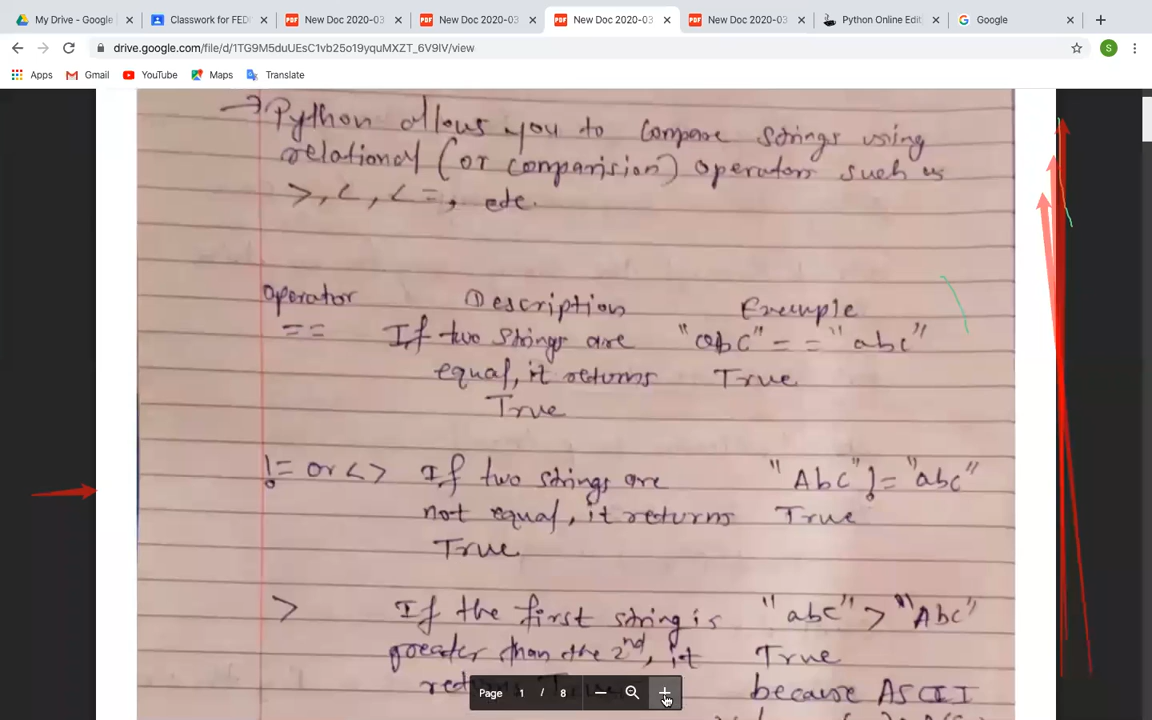 My Drive - Google
Classwork for FED
New Doc 2020-03
New Doc 2020-03
New Doc 2020-03
New Doc 2020-03
Python Online Edit
Google
drive.google.com/file/d/1TG9M5duUEsC1vb25o19yquMXZT_6V9IV/view
S
Apps Gmail YouTube Maps Translate
→ Python allows you to compare strings using
relational (or comparision) operators such as
>, <, <=, etc.
Operator Description Example
== If two strings are "abc" == "abc"
equal, it returns True
True
!= or <> If two strings are "Abc" != "abc"
not equal, it returns True
True
> If the first string is "abc" > "Abc"
greater than the 2nd, it True
because ASCII
Page 1 / 8